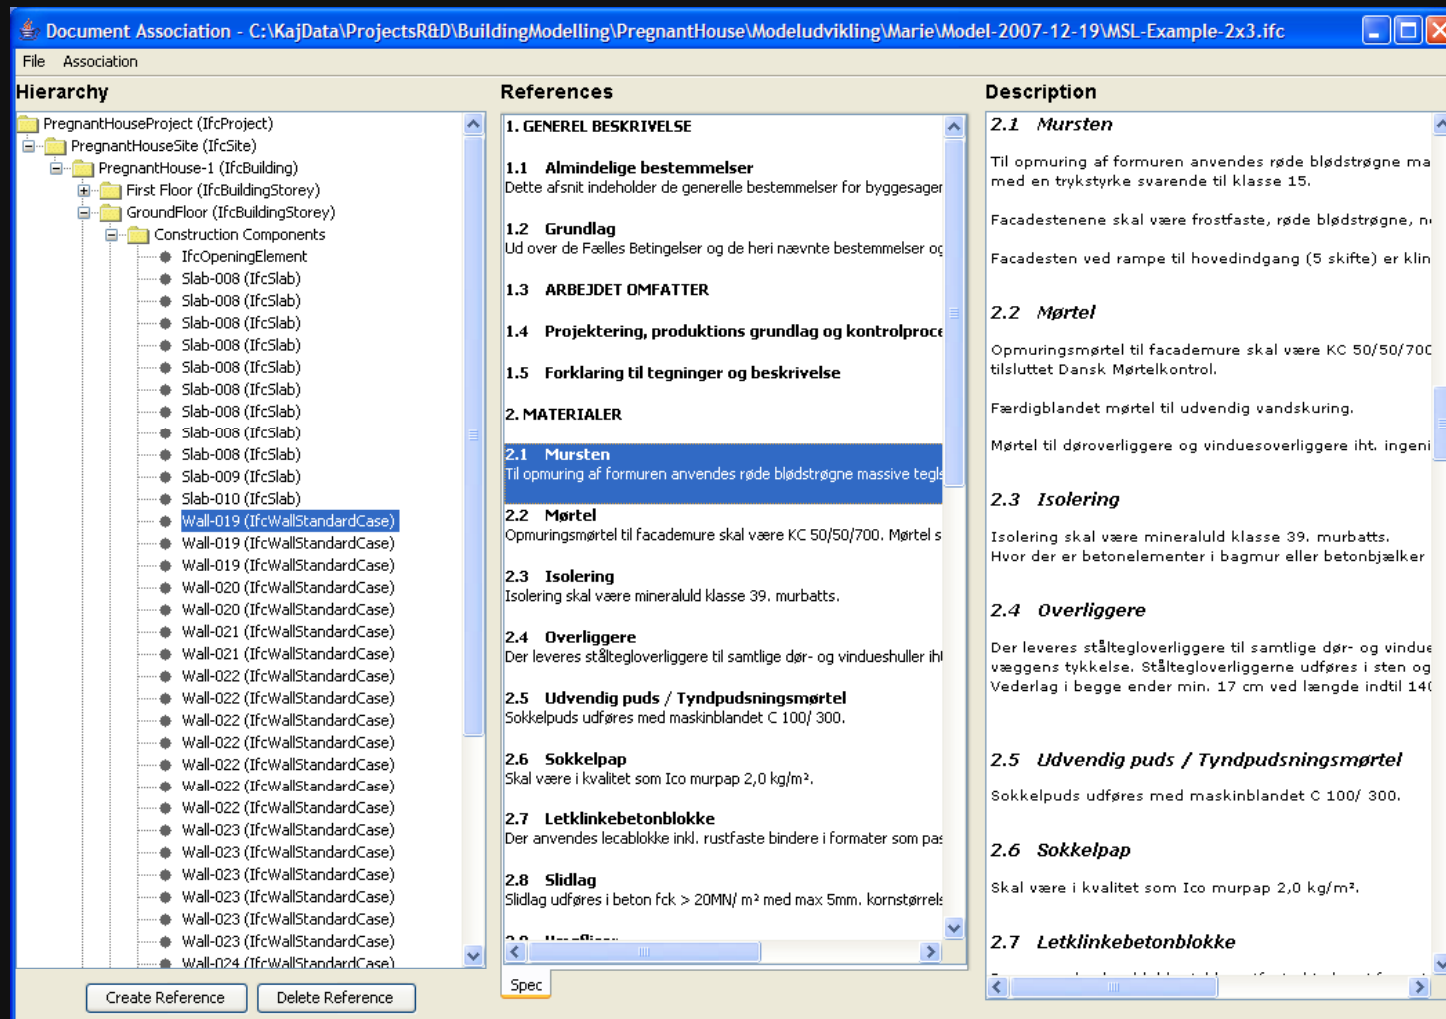 Document Association - C:\KajData\ProjectsR&D\BuildingModelling\PregnantHouse\Modeludvikling\Marie\Model-2007-12-19\MSL-Example-2x3.ifc
File Association
Hierarchy
PregnantHouseProject (IfcProject)
PregnantHouseSite (IfcSite)
PregnantHouse-1 (IfcBuilding)
First Floor (IfcBuildingStorey)
GroundFloor (IfcBuildingStorey)
Construction Components
IfcOpeningElement
Slab-008 (IfcSlab)
Slab-008 (IfcSlab)
Slab-008 (IfcSlab)
Slab-008 (IfcSlab)
Slab-008 (IfcSlab)
Slab-008 (IfcSlab)
Slab-008 (IfcSlab)
Slab-008 (IfcSlab)
Slab-008 (IfcSlab)
Slab-009 (IfcSlab)
Slab-010 (IfcSlab)
Wall-019 (IfcWallStandardCase)
Wall-019 (IfcWallStandardCase)
Wall-019 (IfcWallStandardCase)
Wall-020 (IfcWallStandardCase)
Wall-020 (IfcWallStandardCase)
Wall-021 (IfcWallStandardCase)
Wall-021 (IfcWallStandardCase)
Wall-022 (IfcWallStandardCase)
Wall-022 (IfcWallStandardCase)
Wall-022 (IfcWallStandardCase)
Wall-022 (IfcWallStandardCase)
Wall-022 (IfcWallStandardCase)
Wall-022 (IfcWallStandardCase)
Wall-022 (IfcWallStandardCase)
Wall-023 (IfcWallStandardCase)
Wall-023 (IfcWallStandardCase)
Wall-023 (IfcWallStandardCase)
Wall-023 (IfcWallStandardCase)
Wall-023 (IfcWallStandardCase)
Wall-023 (IfcWallStandardCase)
Wall-024 (IfcWallStandardCase)
Create Reference Delete Reference
References
1. GENEREL BESKRIVELSE
1.1 Almindelige bestemmelser
Dette afsnit indeholder de generelle bestemmelser for byggesager
1.2 Grundlag
Ud over de Fælles Betingelser og de heri nævnte bestemmelser og
1.3 ARBEJDET OMFATTER
1.4 Projektering, produktions grundlag og kontrolproce
1.5 Forklaring til tegninger og beskrivelse
2. MATERIALER
2.1 Mursten
Til opmuring af formuren anvendes røde blødstrøgne massive tegls
2.2 Mørtel
Opmuringsmørtel til facademure skal være KC 50/50/700. Mørtel s
2.3 Isolering
Isolering skal være mineraluld klasse 39. murbatts.
2.4 Overliggere
Der leveres ståltegloverliggere til samtlige dør- og vindueshuller ih
2.5 Udvendig puds / Tyndpudsningsmørtel
Sokkelpuds udføres med maskinblandet C 100/ 300.
2.6 Sokkelpap
Skal være i kvalitet som Ico murpap 2,0 kg/m².
2.7 Letklinkebetonblokke
Der anvendes lecablokke inkl. rustfaste bindere i formater som pas
2.8 Slidlag
Slidlag udføres i beton fck > 20MN/ m² med max 5mm. kornstørrels
Spec
Description
2.1 Mursten
Til opmuring af formuren anvendes røde blødstrøgne ma
med en trykstyrke svarende til klasse 15.
Facadestenene skal være frostfaste, røde blødstrøgne, n
Facadesten ved rampe til hovedindgang (5 skifte) er klin
2.2 Mørtel
Opmuringsmørtel til facademure skal være KC 50/50/700
tilsluttet Dansk Mørtelkontrol.
Færdigblandet mørtel til udvendig vandskuring.
Mørtel til døroverliggere og vinduesoverliggere iht. ingeni
2.3 Isolering
Isolering skal være mineraluld klasse 39. murbatts.
Hvor der er betonelementer i bagmur eller betonbjælker
2.4 Overliggere
Der leveres ståltegloverliggere til samtlige dør- og vindue
væggens tykkelse. Ståltegloverliggerne udføres i sten og
Vederlag i begge ender min. 17 cm ved længde indtil 140
2.5 Udvendig puds / Tyndpudsningsmørtel
Sokkelpuds udføres med maskinblandet C 100/ 300.
2.6 Sokkelpap
Skal være i kvalitet som Ico murpap 2,0 kg/m².
2.7 Letklinkebetonblokke